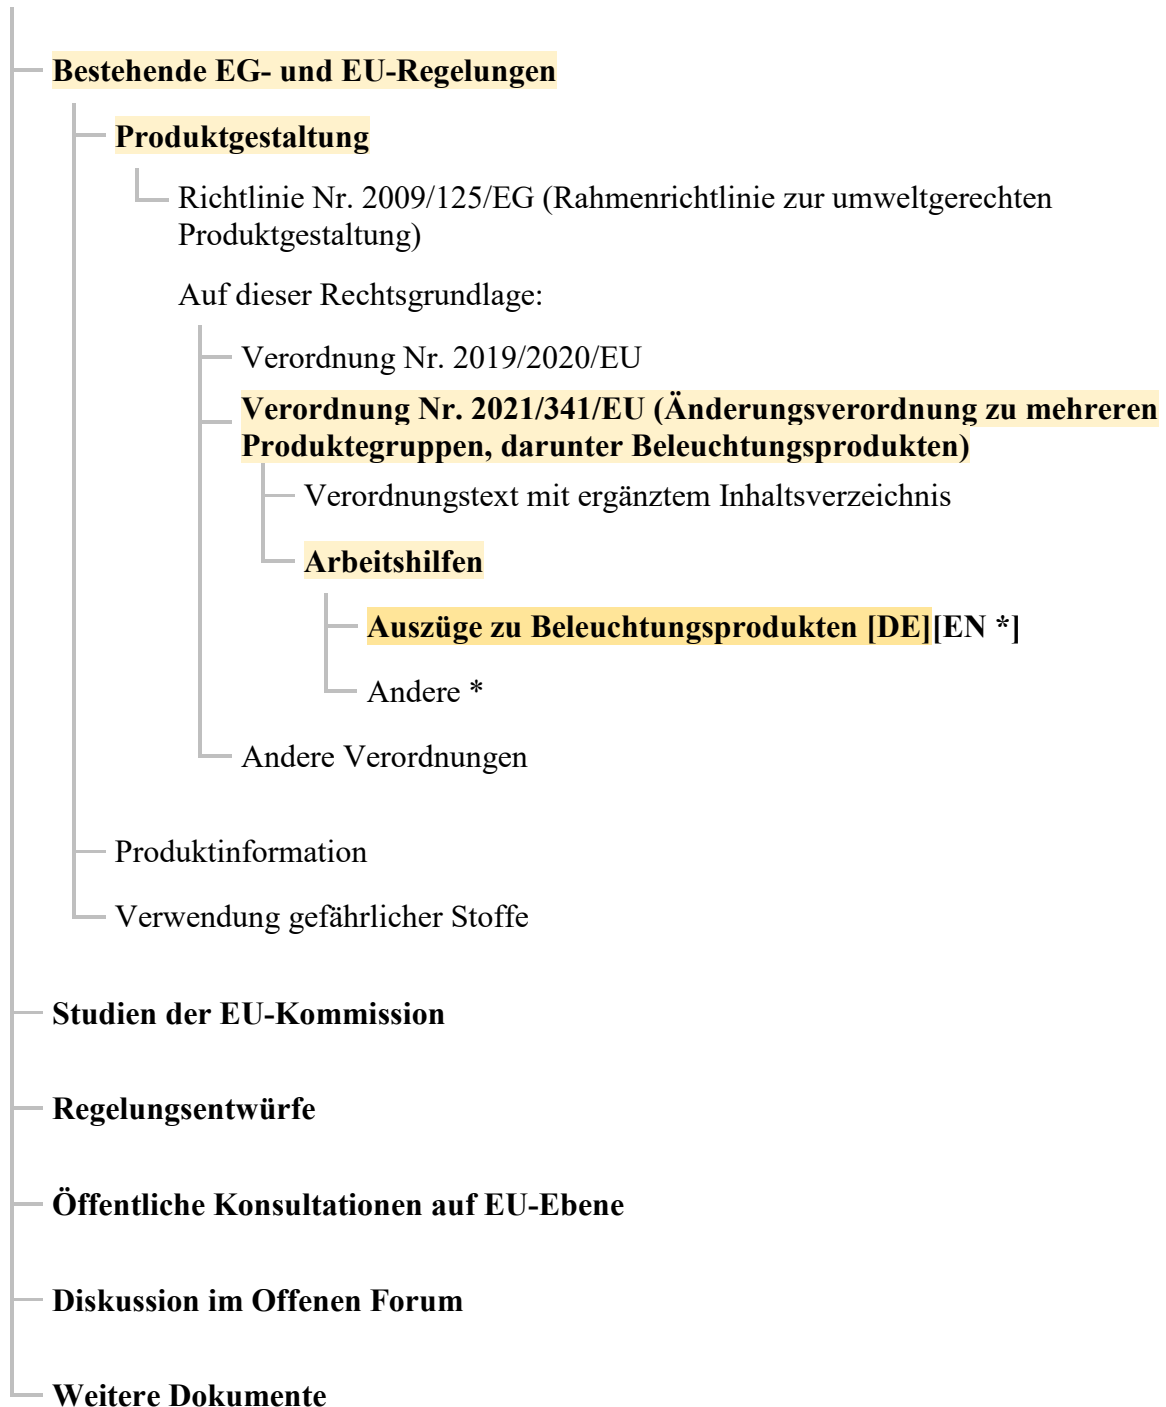 Bestehende EG- und EU-Regelungen
Produktgestaltung
Richtlinie Nr. 2009/125/EG (Rahmenrichtlinie zur umweltgerechten
Produktgestaltung)
Auf dieser Rechtsgrundlage:
Verordnung Nr. 2019/2020/EU
Verordnung Nr. 2021/341/EU (Änderungsverordnung zu mehreren
Produktegruppen, darunter Beleuchtungsprodukten)
Verordnungstext mit ergänztem Inhaltsverzeichnis
Arbeitshilfen
Auszüge zu Beleuchtungsprodukten [DE][EN *]
Andere *
Andere Verordnungen
Produktinformation
Verwendung gefährlicher Stoffe
Studien der EU-Kommission
Regelungsentwürfe
Öffentliche Konsultationen auf EU-Ebene
Diskussion im Offenen Forum
Weitere Dokumente